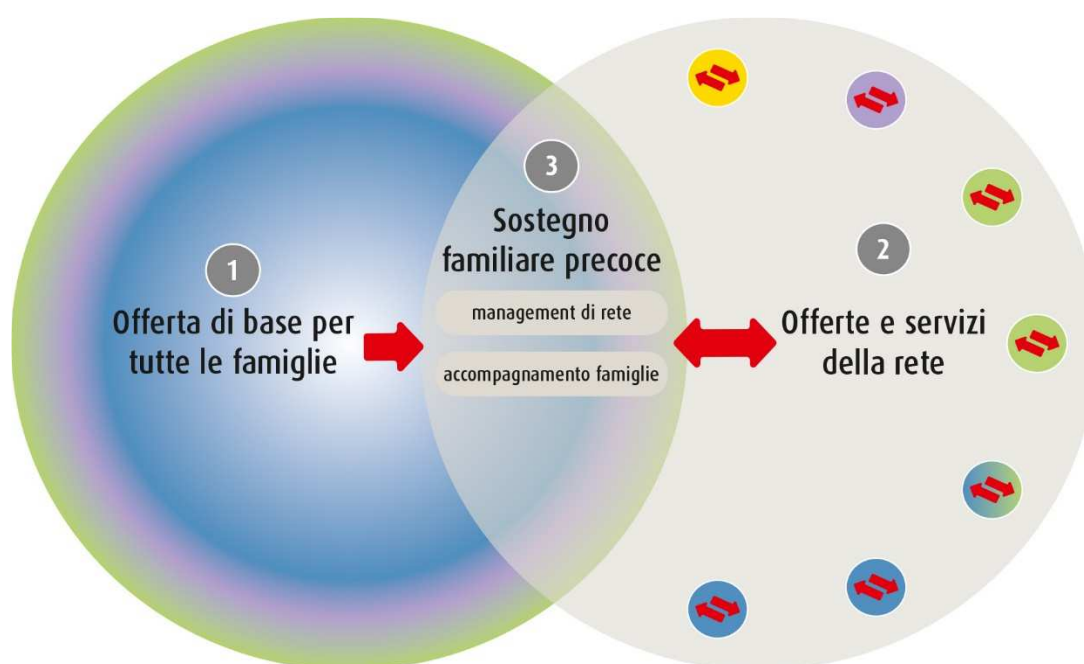 1
Offerta di base per
tutte le famiglie
3
Sostegno
familiare precoce
management di rete
accompagnamento famiglie
2
Offerte e servizi
della rete